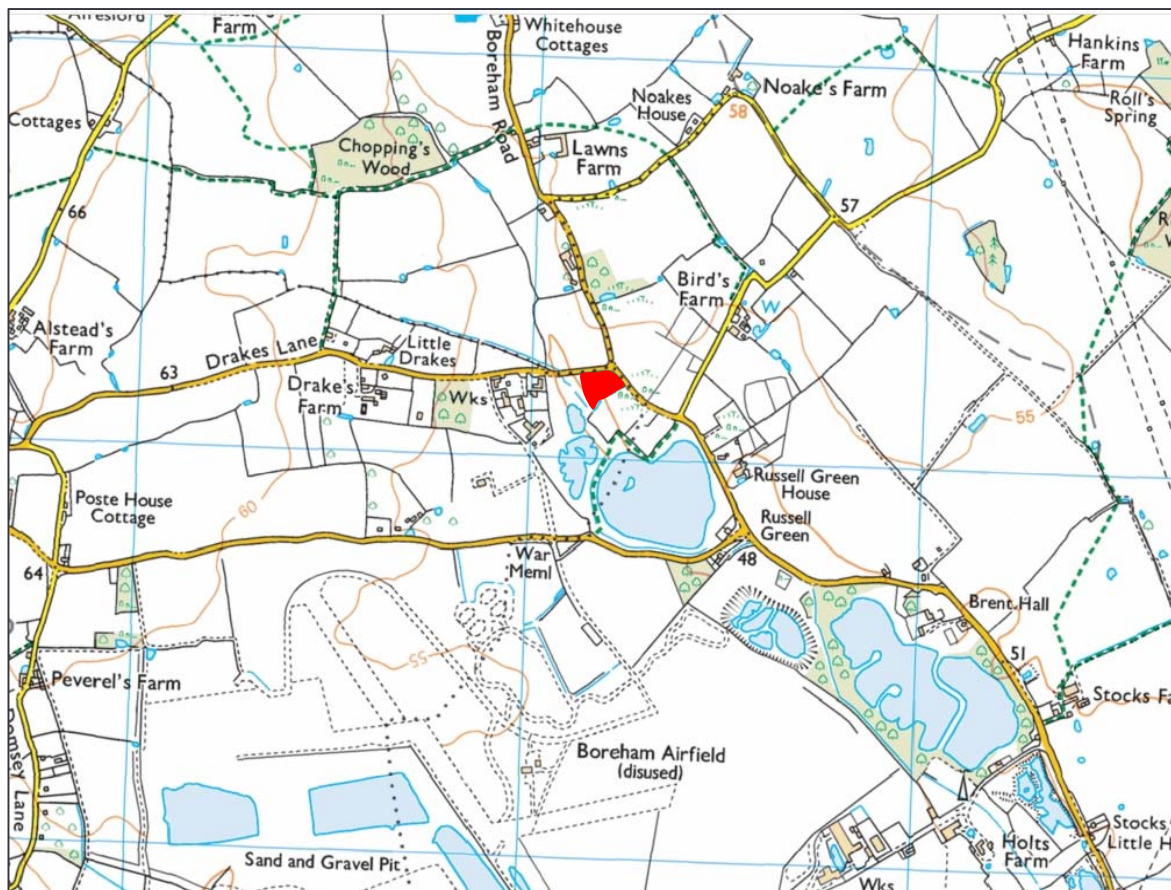 Whitehouse
Cottages
Farm
Boreham Road
Hankins
Farm
Noake's Farm
Noakes
House
58
Roll's
Spring
Cottages
Chopping's
Wood
Lawns
Farm
66
57
Bird's
Farm
W
Alstead's
Farm
Drakes Lane
Little
Drakes
63
Drake's
Farm
Wks
55
Poste House
Cottage
60
Russell Green
House
Russell
Green
War
Meml
48
64
Brent Hall
55
51
Peverel's Farm
Stocks
Boreham Airfield
(disused)
Lane
Sand and Gravel Pit
Holts
Farm
Stocks
Little
Wks